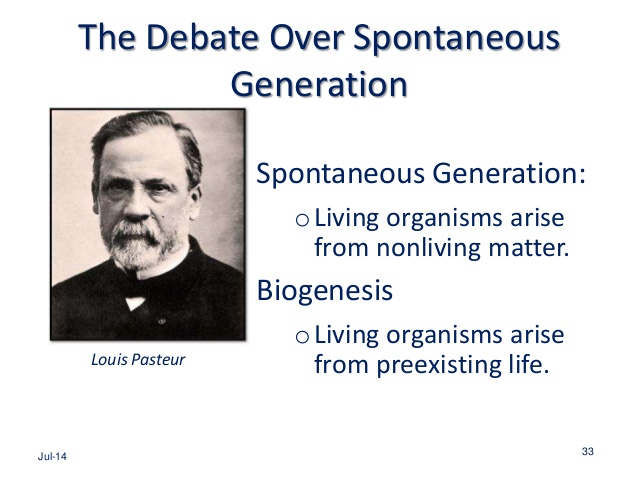 The Debate Over Spontaneous
Generation
Spontaneous Generation:
o Living organisms arise
from nonliving matter.
Biogenesis
o Living organisms arise
from preexisting life.
Louis Pasteur
Jul-14
33